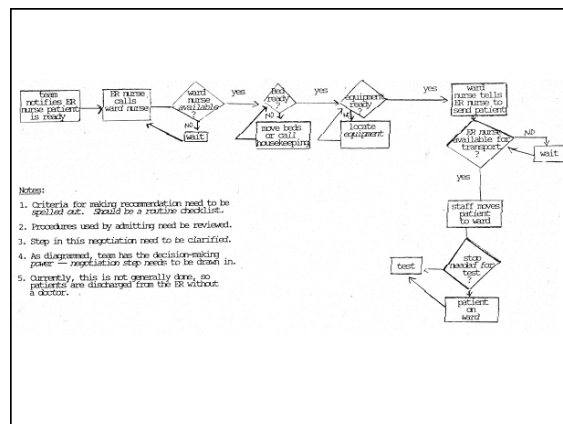 team
notifies ER
nurse patient
is ready
ER nurse
calls
ward nurse
ward
nurse
available
?
yes
NO
wait
Bed
ready
?
yes
NO
move beds
or call
housekeeping
equipment
ready
?
yes
NO
locate
equipment
ward
nurse tells
ER nurse to
send patient
ER nurse
available for
transport
?
NO
wait
yes
staff moves
patient
to ward
stop
needed for
test
?
test
patient
on
ward
Notes:
1. Criteria for making recommendation need to be
spelled out. Should be a routine checklist.
2. Procedures used by admitting need be reviewed.
3. Step in this negotiation need to be clarified.
4. As diagrammed, team has the decision-making
power — negotiation step needs to be drawn in.
5. Currently, this is not generally done, so
patients are discharged from the ER without
a doctor.